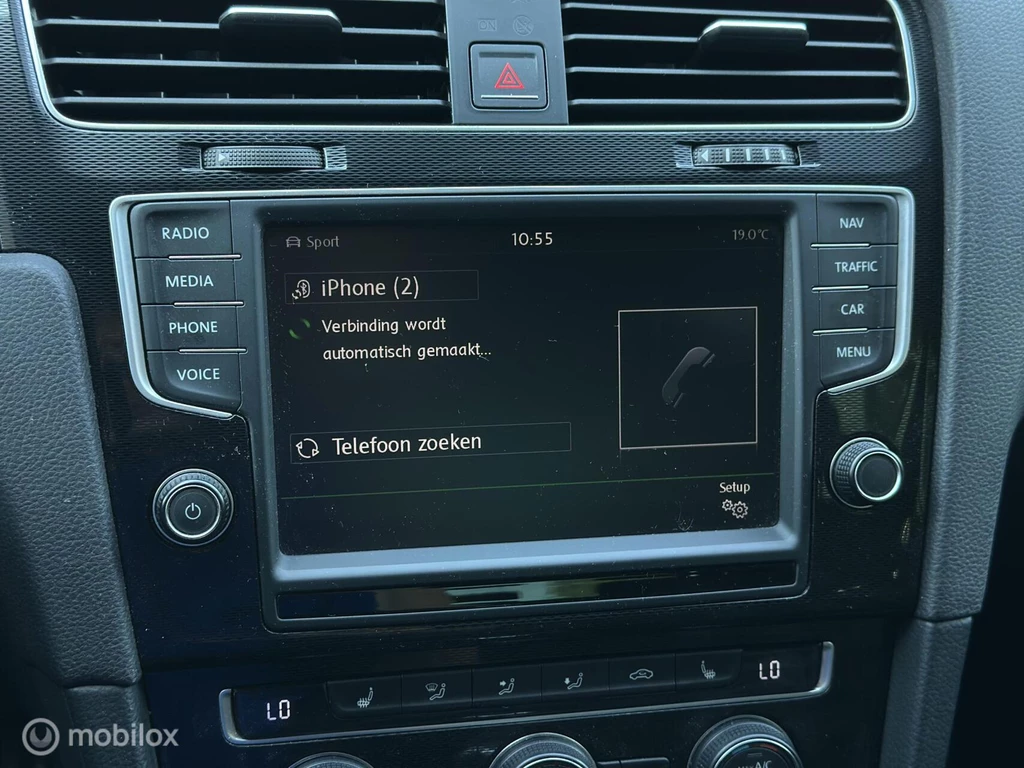 RADIO
MEDIA
PHONE
VOICE
Sport
10:55
19.0°C
iPhone (2)
Verbinding wordt
automatisch gemaakt...
Telefoon zoeken
Setup
NAV
TRAFFIC
CAR
MENU
LO
LO
A/C
mobilox